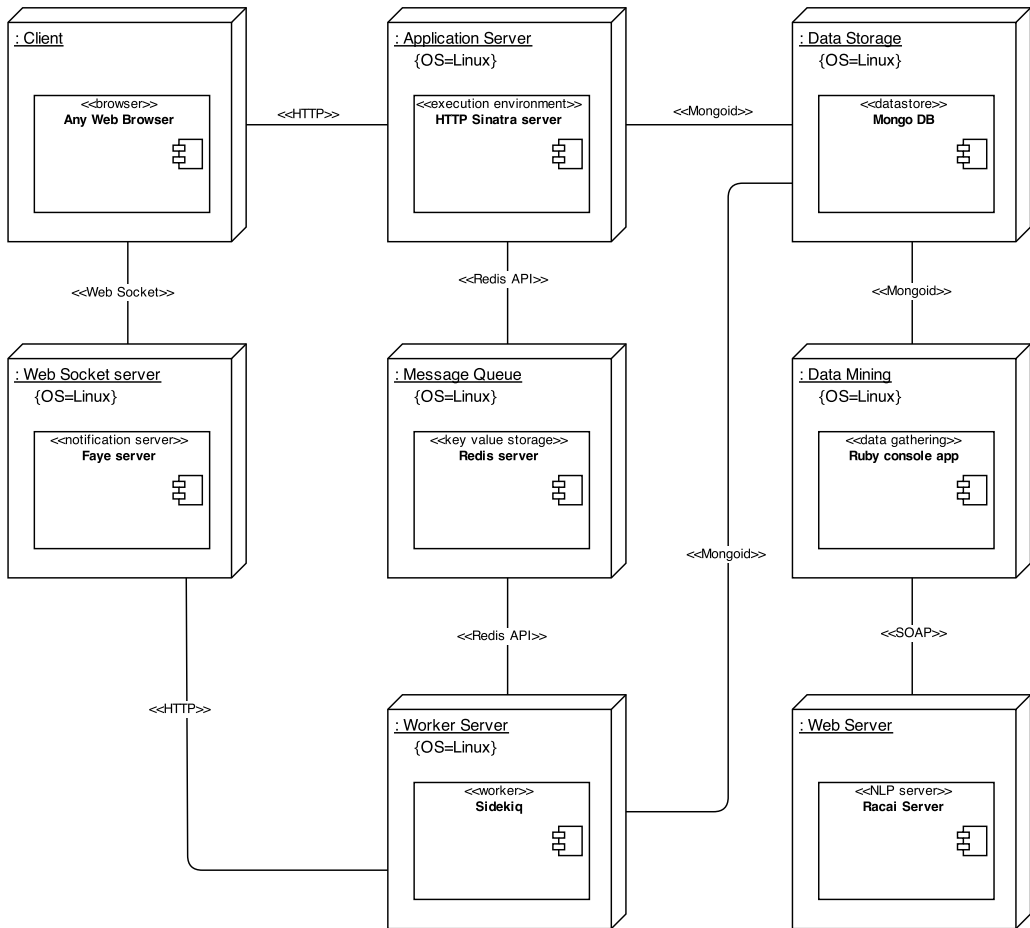 : Client
<<browser>>
Any Web Browser
<<HTTP>>
: Application Server
{OS=Linux}
<<execution environment>>
HTTP Sinatra server
<<Mongoid>>
: Data Storage
{OS=Linux}
<<datastore>>
Mongo DB
<<Web Socket>>
<<Redis API>>
<<Mongoid>>
: Web Socket server
{OS=Linux}
<<notification server>>
Faye server
: Message Queue
{OS=Linux}
<<key value storage>>
Redis server
: Data Mining
{OS=Linux}
<<data gathering>>
Ruby console app
<<Mongoid>>
<<Redis API>>
<<SOAP>>
<<HTTP>>
: Worker Server
{OS=Linux}
<<worker>>
Sidekiq
: Web Server
<<NLP server>>
Racai Server